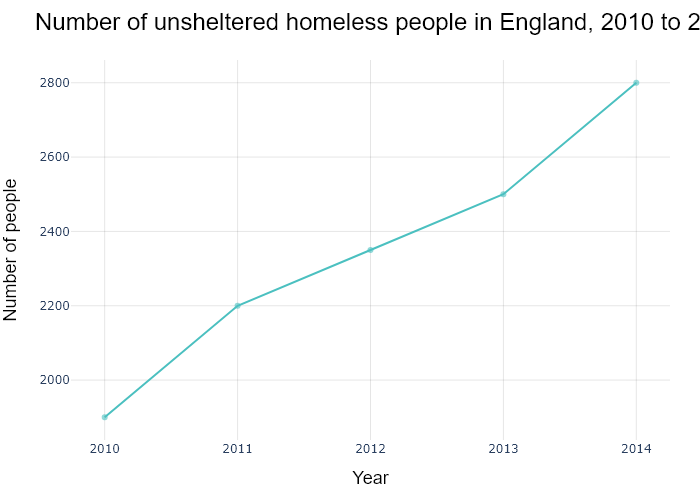 Number of unsheltered homeless people in England, 2010 to 2
2800
2600
2400
2200
2000
Number of people
2010 2011 2012 2013 2014
Year